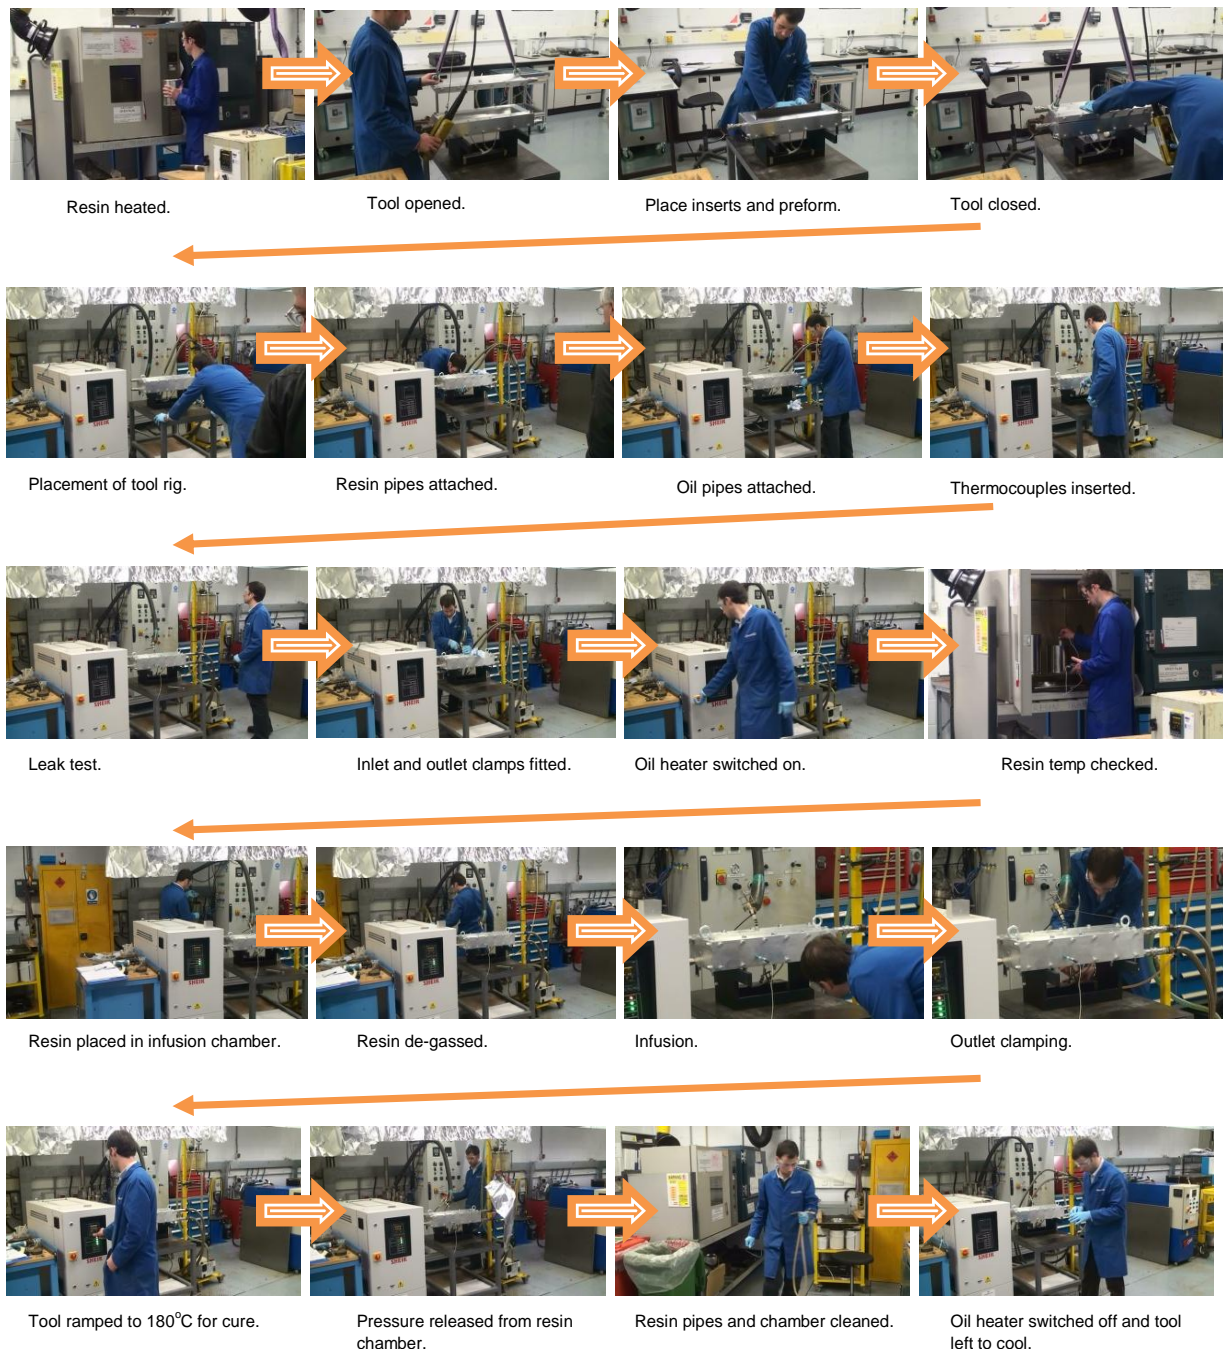 Resin heated.
Tool opened.
Place inserts and preform.
Tool closed.
Placement of tool rig.
Resin pipes attached.
Oil pipes attached.
Thermocouples inserted.
Leak test.
Inlet and outlet clamps fitted.
Oil heater switched on.
Resin temp checked.
Resin placed in infusion chamber.
Resin de-gassed.
Infusion.
Outlet clamping.
Tool ramped to 180°C for cure.
Pressure released from resin
chamber.
Resin pipes and chamber cleaned.
Oil heater switched off and tool
left to cool.